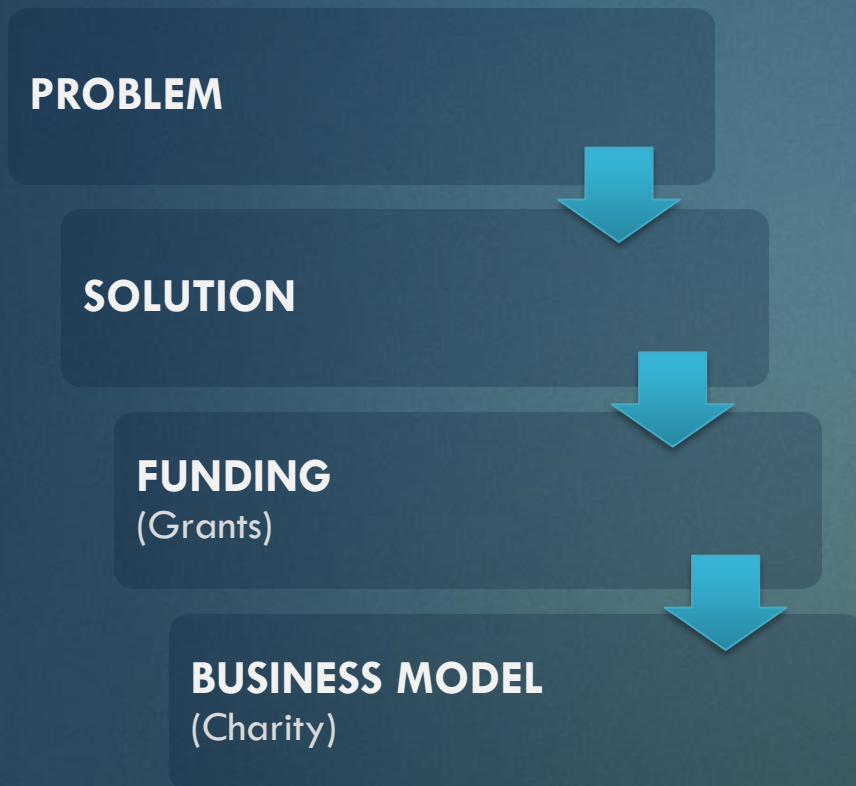 PROBLEM
SOLUTION
FUNDING
(Grants)
BUSINESS MODEL
(Charity)